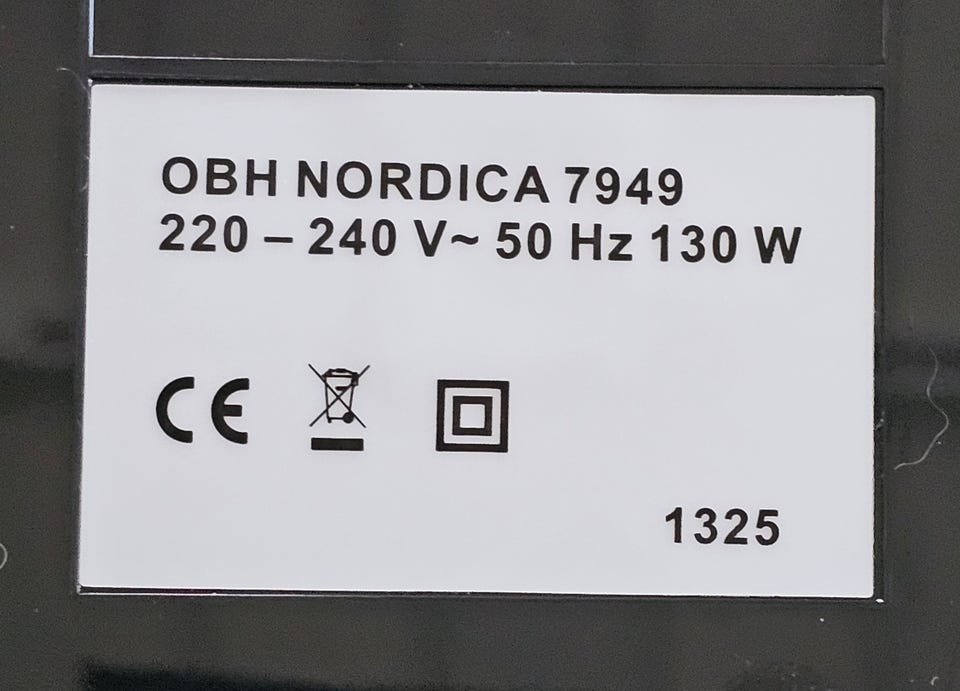 OBH NORDICA 7949
220 – 240 V~ 50 Hz 130 W
CE
1325